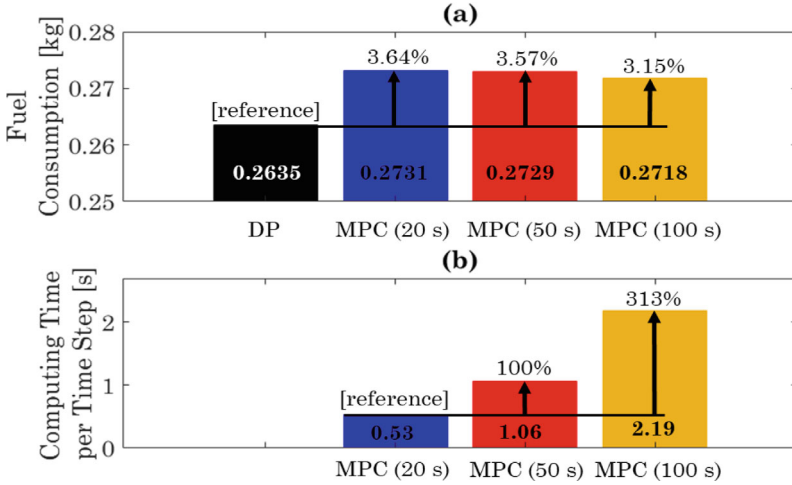 (a)
Fuel
Consumption [kg]
0.28
0.27
0.26
0.25
3.64%
3.57%
3.15%
[reference]
0.2635
0.2731
0.2729
0.2718
DP
MPC (20 s)
MPC (50 s)
MPC (100 s)
(b)
Computing Time
per Time Step [s]
2
1
0
313%
100%
[reference]
0.53
1.06
2.19
MPC (20 s)
MPC (50 s)
MPC (100 s)